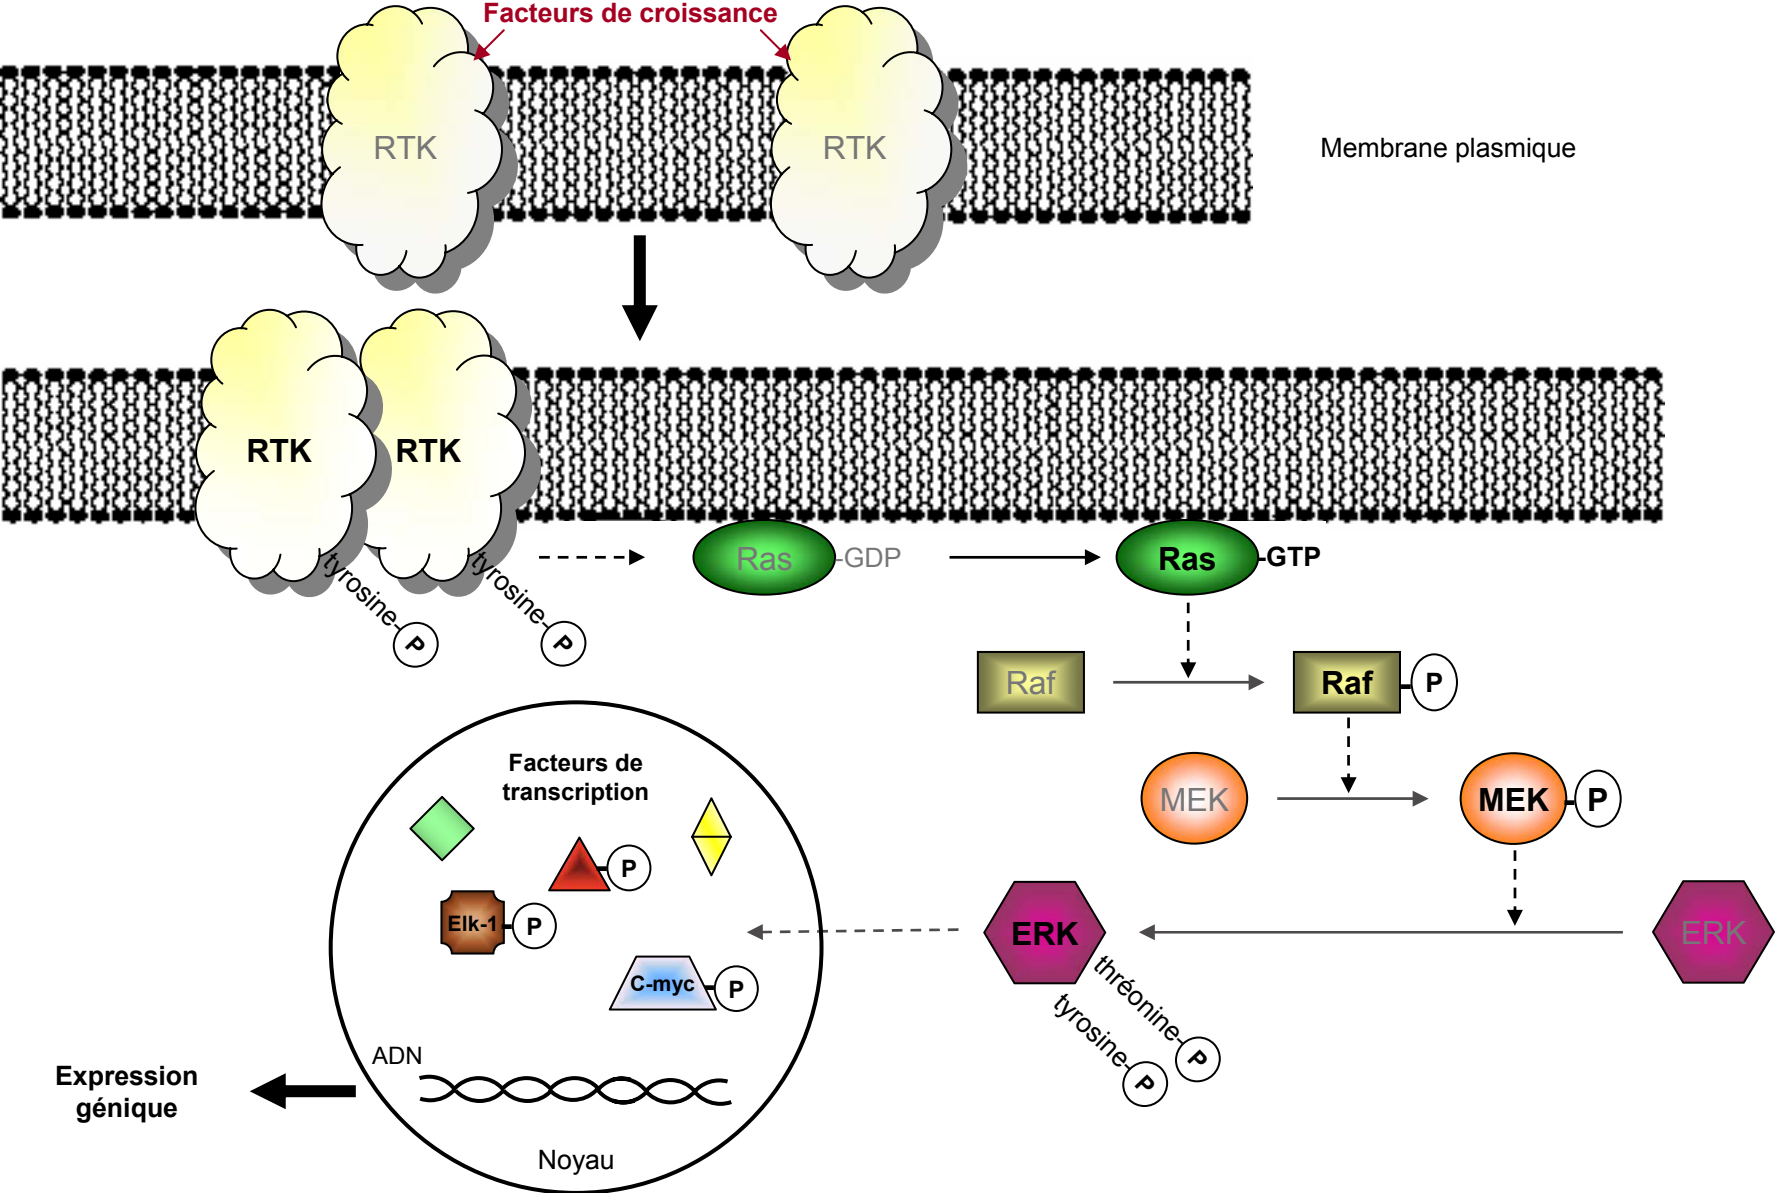 Facteurs de croissance
RTK
RTK
Membrane plasmique
RTK
RTK
tyrosine-
P
tyrosine-
P
Ras
-GDP
Ras
-GTP
Raf
Raf
-
P
MEK
MEK
-
P
Facteurs de
transcription
P
Elk-1
-
P
C-myc
-
P
ERK
ERK
thréonine-
P
tyrosine-
P
ADN
Expression
génique
Noyau